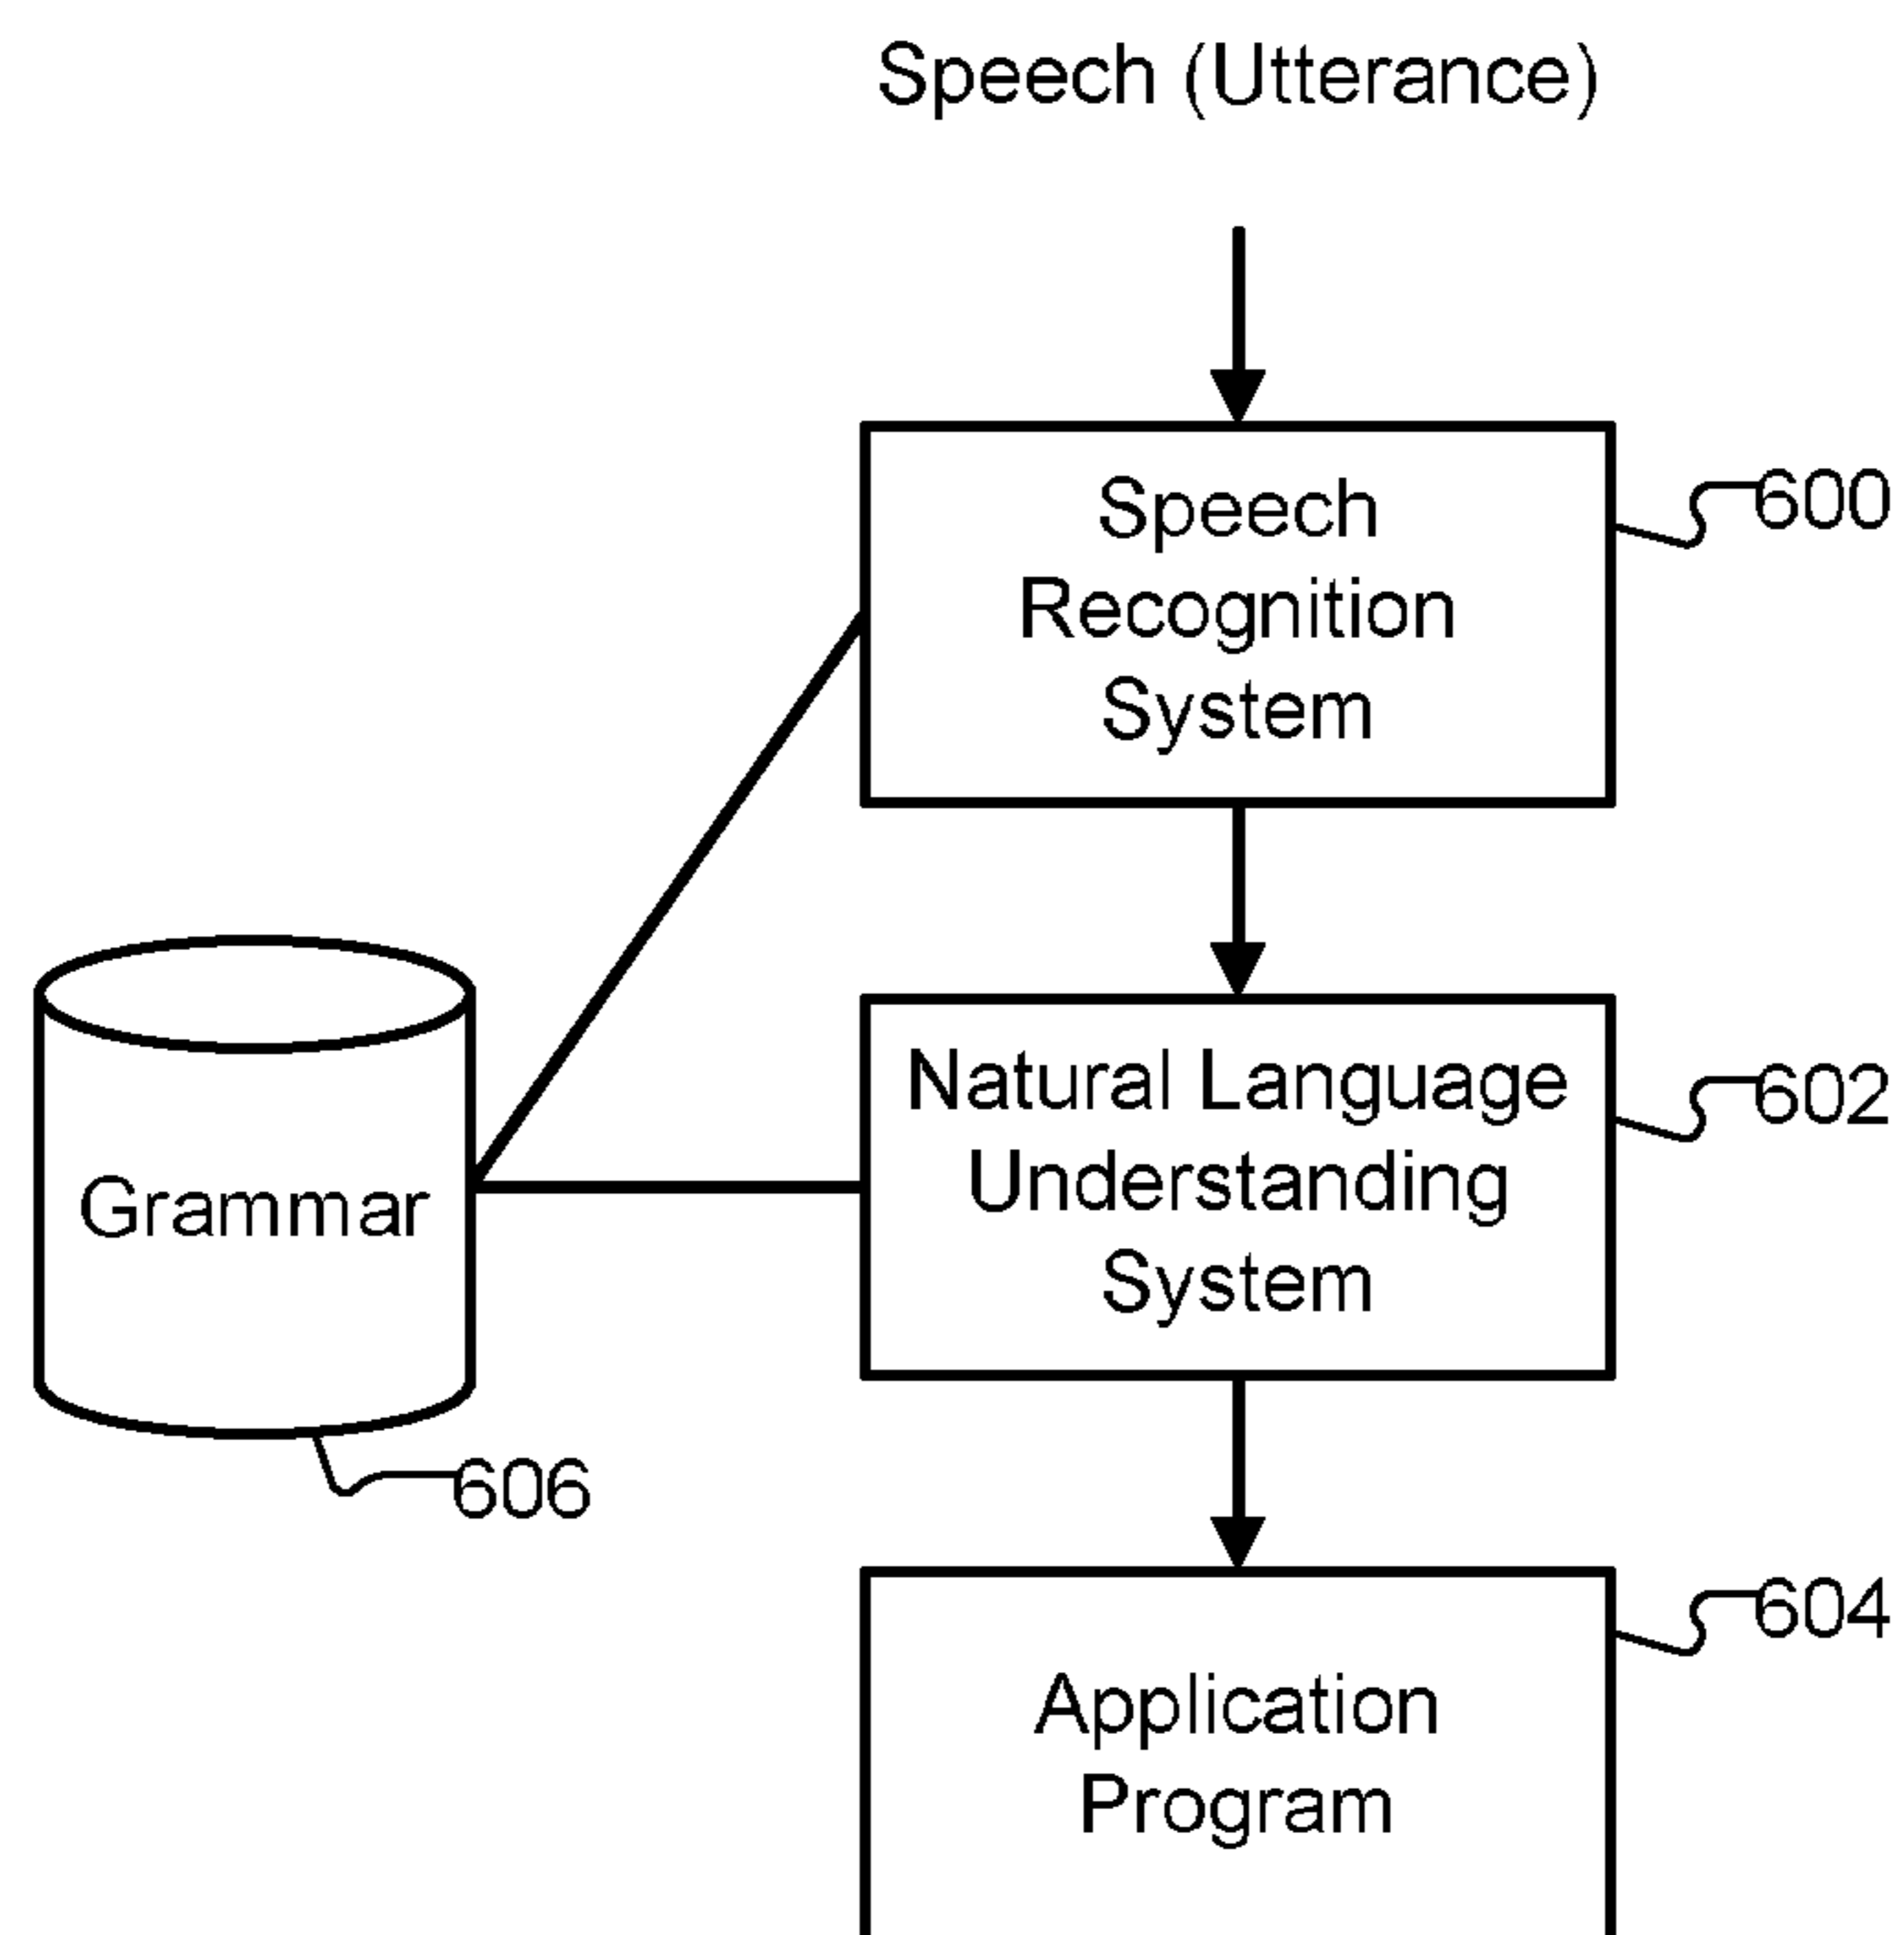 Speech (Utterance)
Speech
Recognition
System
600
Natural Language
Understanding
System
602
Grammar
606
Application
Program
604